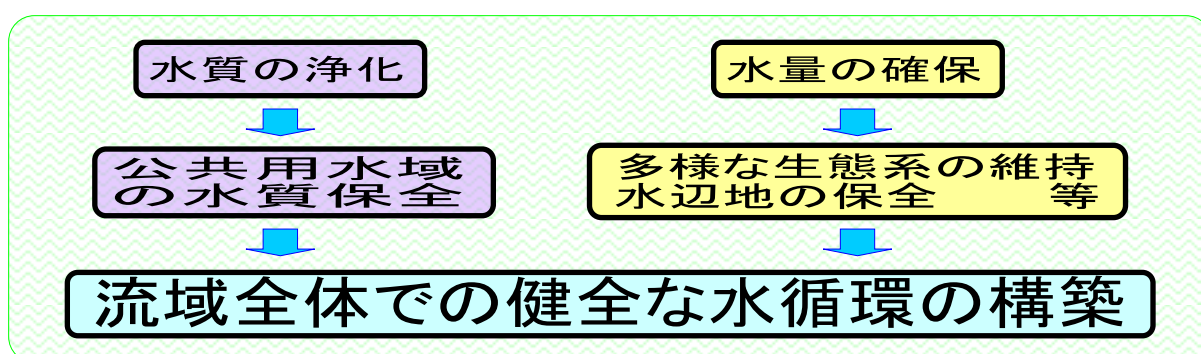 水質の浄化
水量の確保
公共用水域
の水質保全
多様な生態系の維持
水辺地の保全　　等
流域全体での健全な水循環の構築